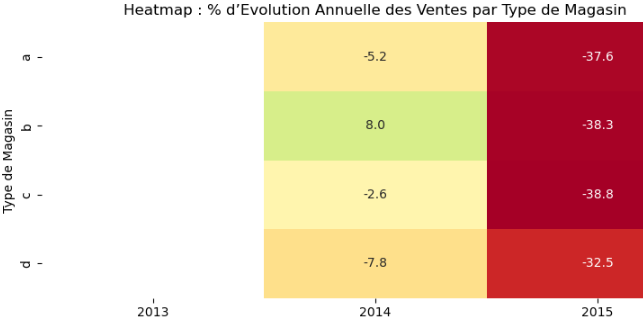 Heatmap : % d’Evolution Annuelle des Ventes par Type de Magasin
Type de Magasin
a
-5.2
-37.6
b
8.0
-38.3
c
-2.6
-38.8
d
-7.8
-32.5
2013
2014
2015